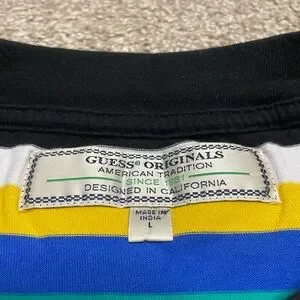 GUESS® ORIGINALS
AMERICAN TRADITION
SINCE 1981
DESIGNED IN CALIFORNIA
MADE IN
INDIA
L